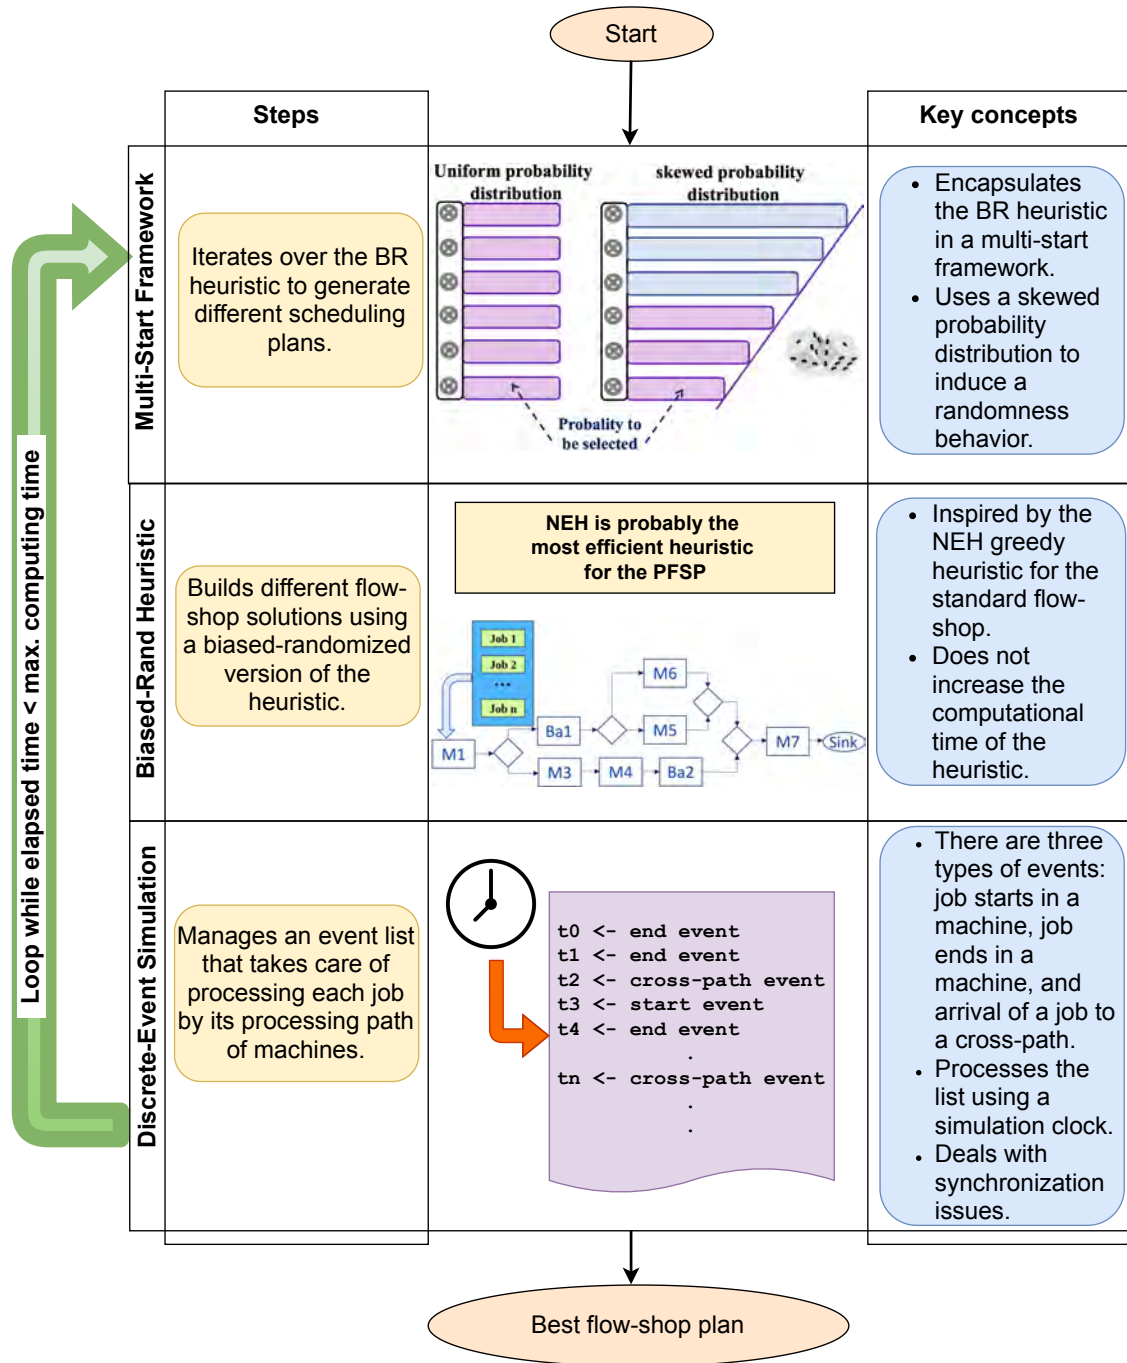 Start
Steps
Key concepts
Loop while elapsed time < max. computing time
Multi-Start Framework
Iterates over the BR
heuristic to generate
different scheduling
plans.
Uniform probability
distribution
skewed probability
distribution
Probality to
be selected
• Encapsulates
the BR heuristic
in a multi-start
framework.
• Uses a skewed
probability
distribution to
induce a
randomness
behavior.
Biased-Rand Heuristic
Builds different flow-
shop solutions using
a biased-randomized
version of the
heuristic.
NEH is probably the
most efficient heuristic
for the PFSP
Job 1
Job 2
...
Job n
M1
Ba1
M6
M5
M3
M4
Ba2
M7
Sink
• Inspired by the
NEH greedy
heuristic for the
standard flow-
shop.
• Does not
increase the
computational
time of the
heuristic.
Discrete-Event Simulation
Manages an event list
that takes care of
processing each job
by its processing path
of machines.
t0 <- end event
t1 <- end event
t2 <- cross-path event
t3 <- start event
t4 <- end event
.
tn <- cross-path event
.
.
• There are three
types of events:
job starts in a
machine, job
ends in a
machine, and
arrival of a job to
a cross-path.
• Processes the
list using a
simulation clock.
• Deals with
synchronization
issues.
Best flow-shop plan